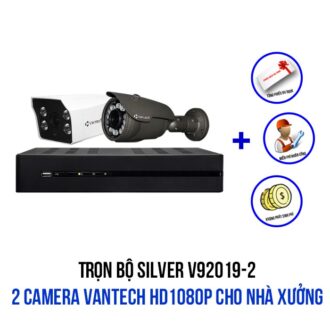 TRỌN BỘ SILVER V92019-2
2 CAMERA VANTECH HD1080P CHO NHÀ XƯỞNG